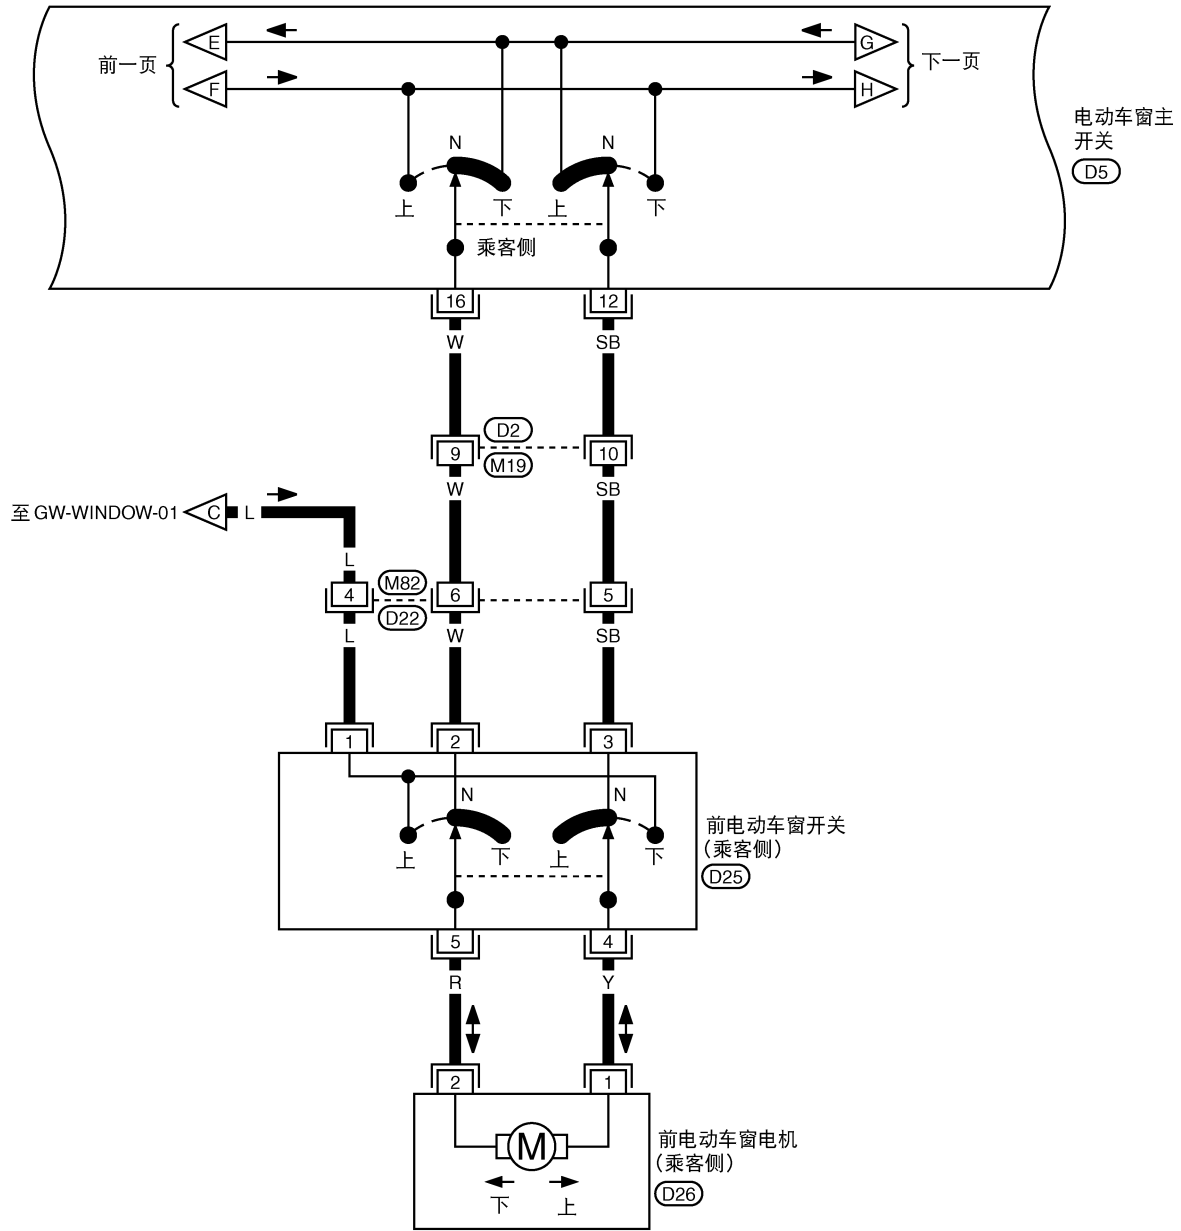 前一页
E
G
下一页
F
H
电动车窗主
开关
D5
N
N
上
下
上
下
乘客侧
16
12
W
SB
D2
9
10
M19
W
SB
至 GW-WINDOW-01
C
L
L
M82
4
6
5
D22
L
W
SB
1
2
3
N
N
上
下
上
下
前电动车窗开关
(乘客侧)
D25
5
4
R
Y
2
1
M
下
上
前电动车窗电机
(乘客侧)
D26